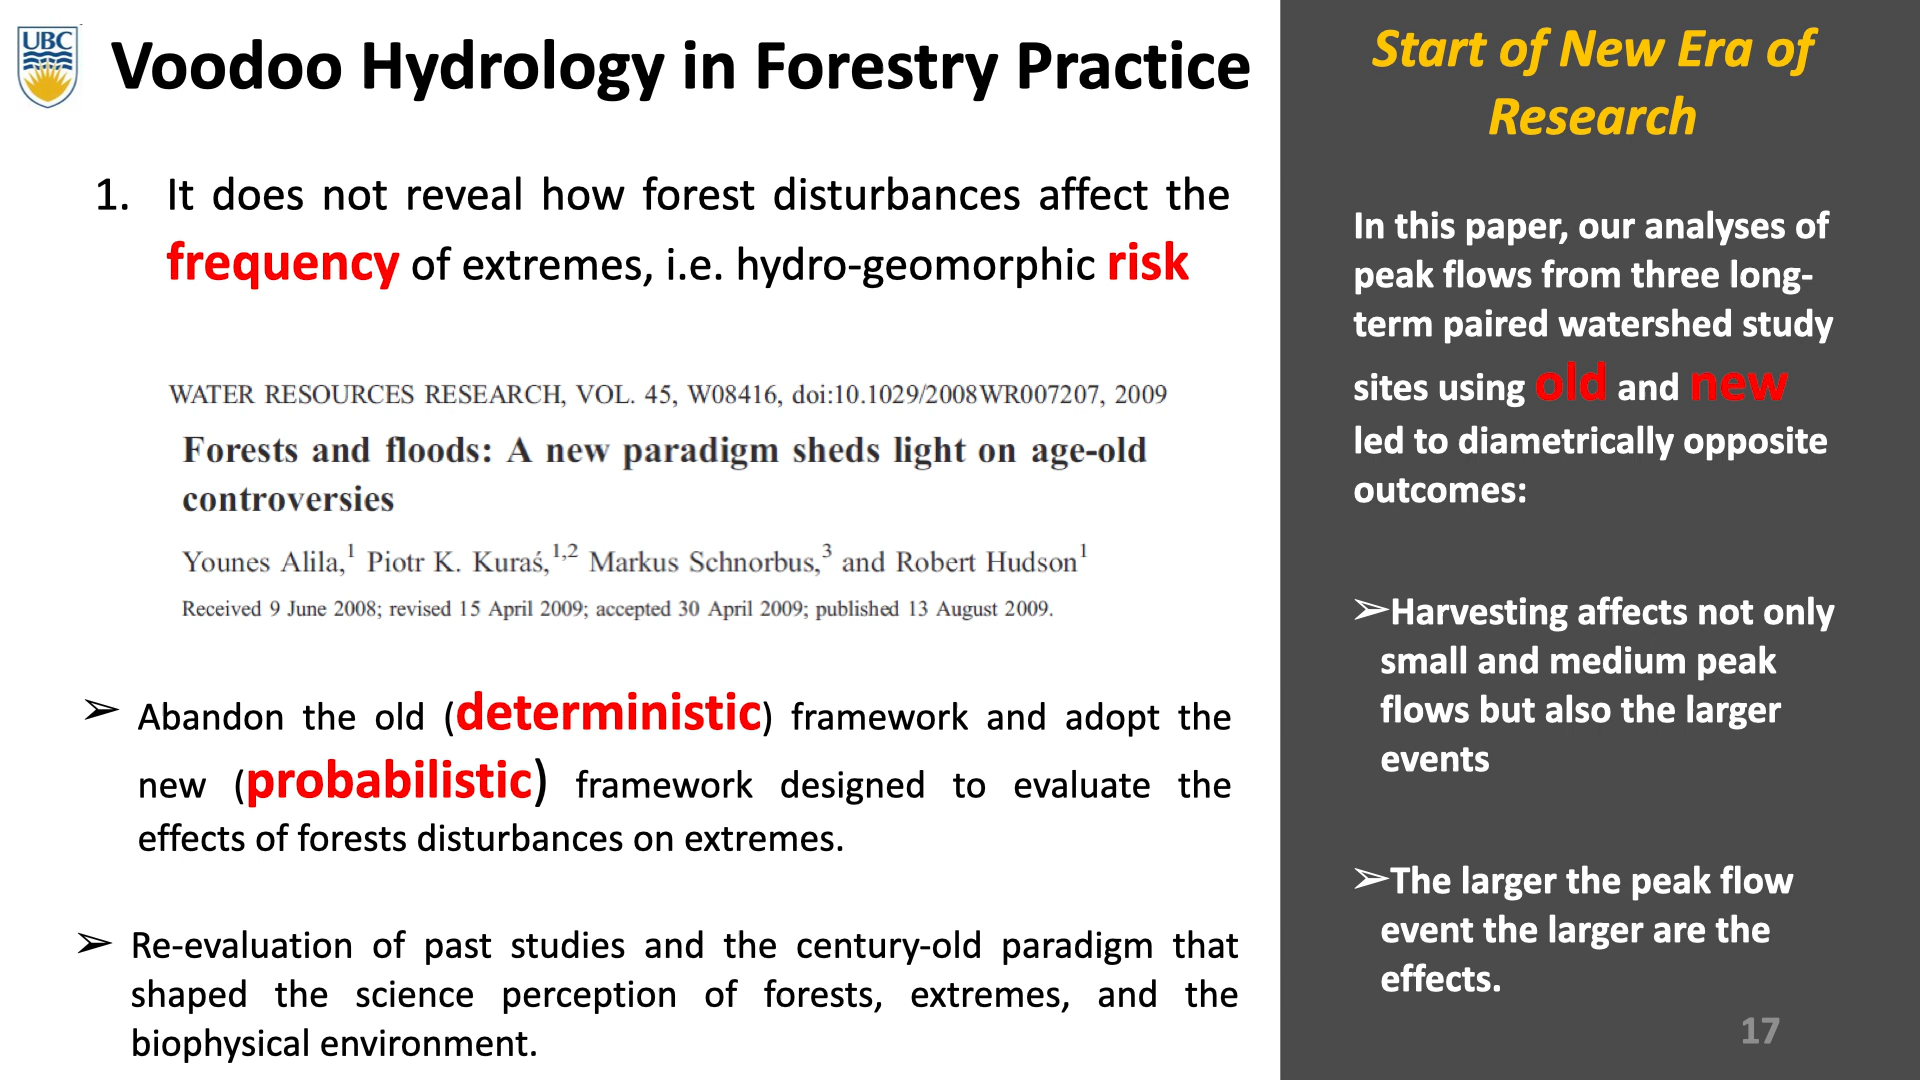 UBC
Voodoo Hydrology in Forestry Practice
1. It does not reveal how forest disturbances affect the
frequency of extremes, i.e. hydro-geomorphic risk
WATER RESOURCES RESEARCH, VOL. 45, W08416, doi:10.1029/2008WR007207, 2009
Forests and floods: A new paradigm sheds light on age-old
controversies
Younes Alila,1 Piotr K. Kuraś,1,2 Markus Schnorbus,3 and Robert Hudson1
Received 9 June 2008; revised 15 April 2009; accepted 30 April 2009; published 13 August 2009.
➢ Abandon the old (deterministic) framework and adopt the
new (probabilistic) framework designed to evaluate the
effects of forests disturbances on extremes.
➢ Re-evaluation of past studies and the century-old paradigm that
shaped the science perception of forests, extremes, and the
biophysical environment.
Start of New Era of
Research
In this paper, our analyses of
peak flows from three long-
term paired watershed study
sites using old and new
led to diametrically opposite
outcomes:
➢Harvesting affects not only
small and medium peak
flows but also the larger
events
➢The larger the peak flow
event the larger are the
effects.
17